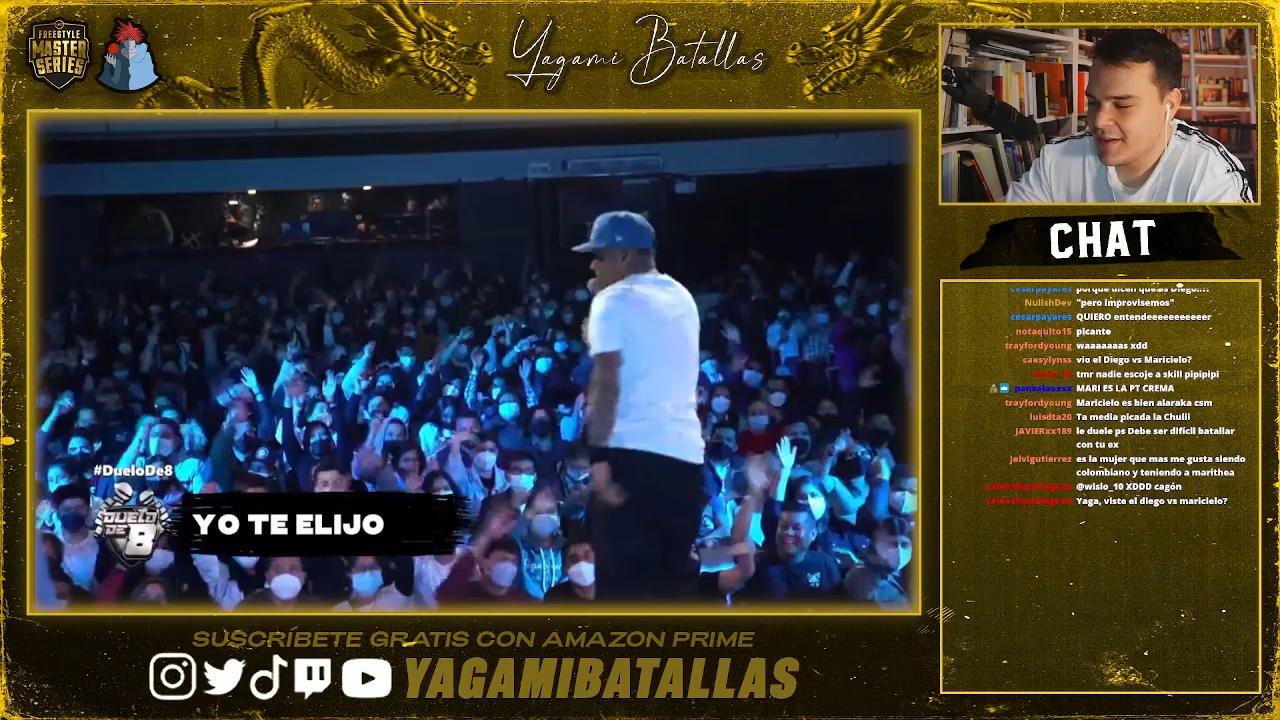 FREESTYLE
MASTER
SERIES
Yagami Batallas
#DueloDe8
DUELO
DE 8
YO TE ELIJO
SUSCRÍBETE GRATIS CON AMAZON PRIME
YAGAMIBATALLAS
CHAT
cesarpayares porque dicen que es Diego....
NulishDev "pero improvisemos"
cesarpayares QUIERO entendeeeeeeeeeer
notaquito15 picante
trayfordyoung waaaaaaas xdd
caesylynss vio el Diego vs Maricielo?
tmr nadie escoje a skill pipipipi
MARI ES LA PT CREMA
trayfordyoung Maricielo es bien alaraka csm
luisdta20 Ta media picada la Chulii
JAVIERxx189 le duele ps Debe ser difícil batallar
con tu ex
jelvigutierrez es la mujer que mas me gusta siendo
colombiano y teniendo a marithea
@wislo_10 XDDD cagón
Yaga, viste el diego vs maricielo?